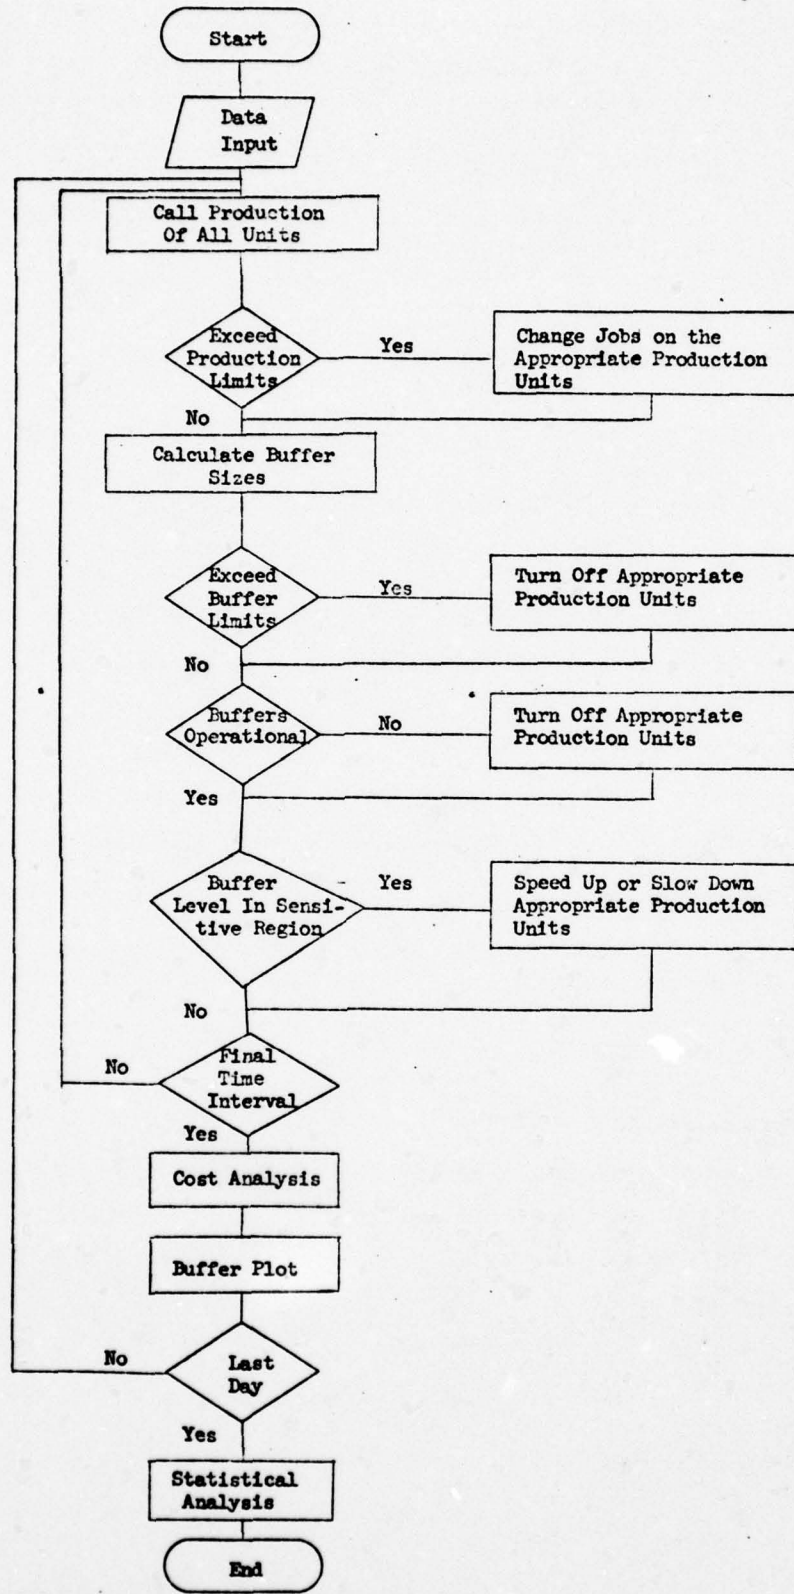 Start
Data
Input
Call Production
Of All Units
Exceed
Production
Limits
Yes
Change Jobs on the
Appropriate Production
Units
No
Calculate Buffer
Sizes
Exceed
Buffer
Limits
Yes
Turn Off Appropriate
Production Units
No
Buffers
Operational
No
Turn Off Appropriate
Production Units
Yes
Buffer
Level In Sensi-
tive Region
Yes
Speed Up or Slow Down
Appropriate Production
Units
No
Final
Time
Interval
No
Yes
Cost Analysis
Buffer Plot
Last
Day
No
Yes
Statistical
Analysis
End